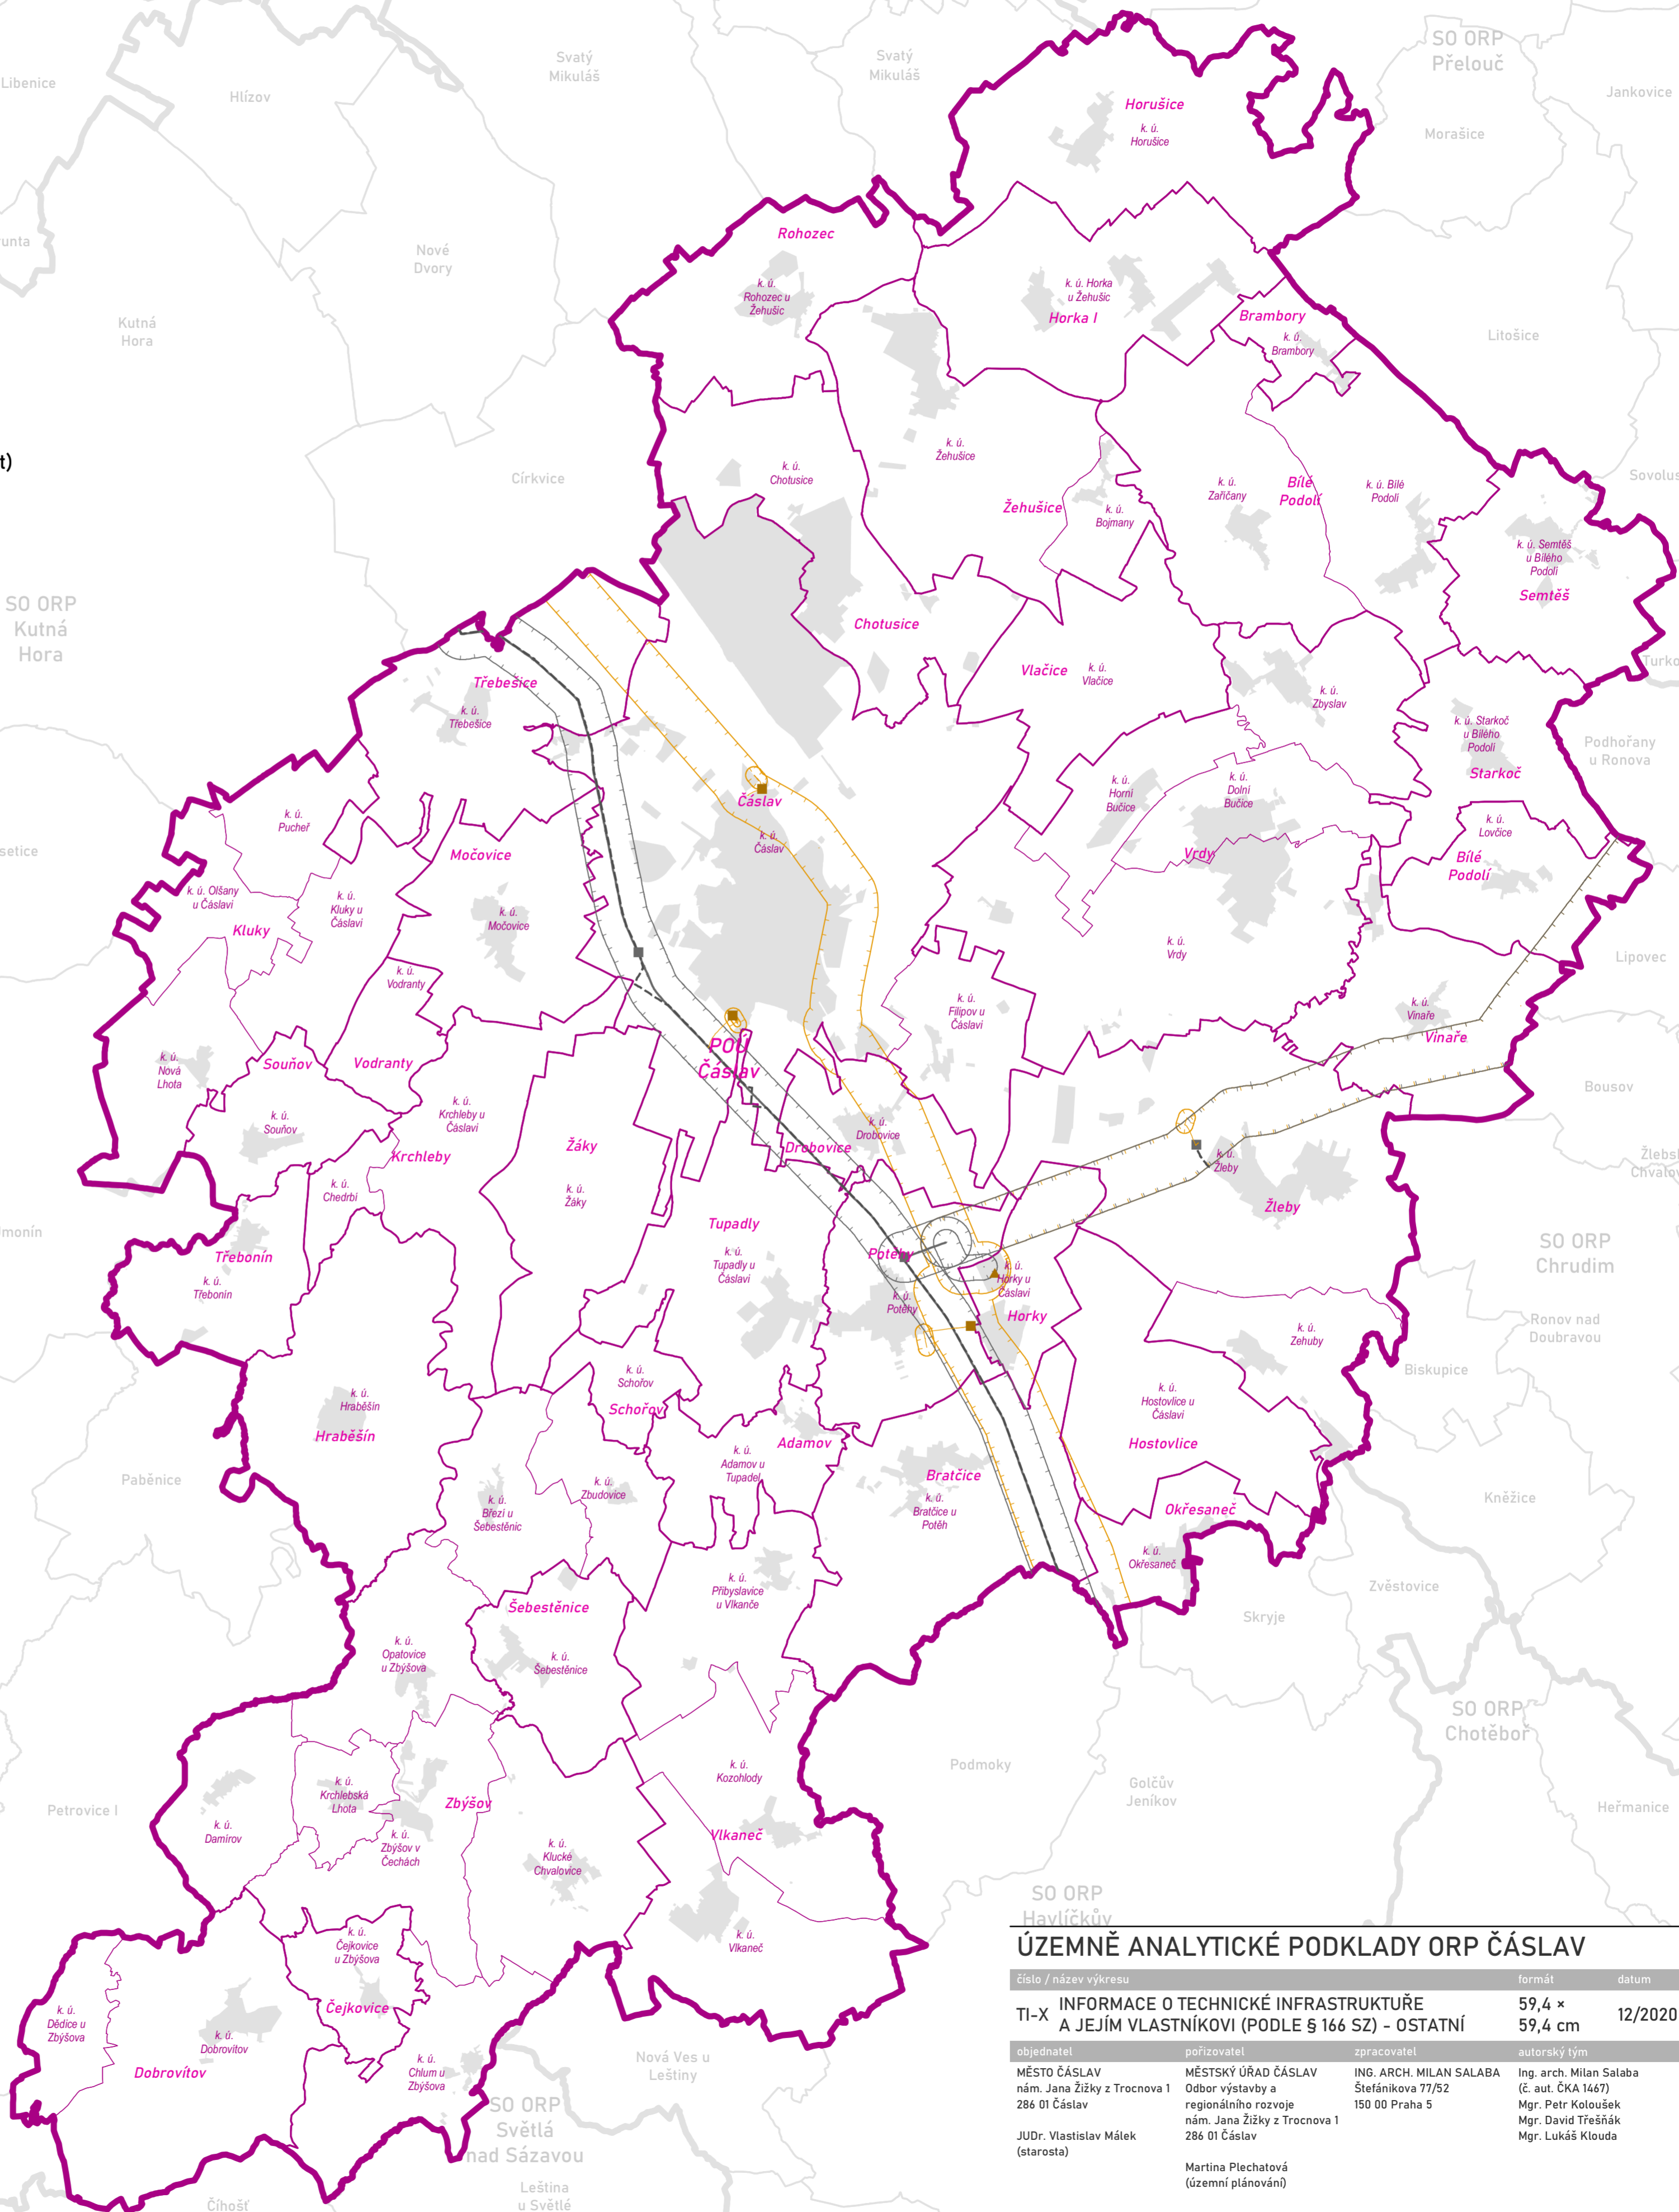 SO ORP
Přelouč
Svatý
Mikuláš
Svatý
Mikuláš
Libenice
Hlízov
Jankovice
Morašice
Horušice
k. ú.
Horušice
Rohozec
Nové
Dvory
k. ú.
Rohozec u
Žehušic
k. ú. Horka
u Žehušic
Horka I
Brambory
k. ú.
Brambory
Kutná
Hora
Litošice
t)
Církvice
k. ú.
Chotusice
k. ú.
Žehušice
Žehušice
k. ú.
Bojmany
k. ú.
Zaříčany
Bílé
Podolí
k. ú. Bílé
Podolí
k. ú. Semtěš
u Bílého
Podolí
Semtěš
SO ORP
Kutná
Hora
Chotusice
Třebešice
k. ú.
Třebešice
Vlačice
k. ú.
Vlačice
k. ú.
Zbyslav
k. ú. Starkoč
u Bílého
Podolí
Starkoč
Podhořany
u Ronova
Čáslav
k. ú.
Čáslav
k. ú.
Horní
Bučice
k. ú.
Dolní
Bučice
Vrdy
k. ú.
Vrdy
k. ú.
Lovčice
Bílé
Podolí
k. ú.
Pucheř
Močovice
k. ú.
Močovice
k. ú. Olšany
u Čáslavi
Kluky
k. ú.
Kluky u
Čáslavi
k. ú.
Vodranty
Lipovec
k. ú.
Filipov u
Čáslavi
k. ú.
Vinaře
Vinaře
POÚ
Čáslav
k. ú.
Nová
Lhota
Souňov
k. ú.
Souňov
Vodranty
k. ú.
Krchleby u
Čáslavi
Krchleby
Žáky
k. ú.
Žáky
Drobovice
k. ú.
Drobovice
Bousov
k. ú.
Žleby
Žleby
k. ú.
Chedrbí
Třebonín
k. ú.
Třebonín
Tupadly
k. ú.
Tupadly u
Čáslavi
Potěhy
k. ú.
Potěhy
k. ú.
Horky u
Čáslavi
Horky
SO ORP
Chrudim
Ronov nad
Doubravou
k. ú.
Zehuby
Biskupice
k. ú.
Hraběšín
Hraběšín
k. ú.
Schořov
Schořov
k. ú.
Hostovlice u
Čáslavi
Hostovlice
Adamov
k. ú.
Adamov u
Tupadel
Bratčice
k. ú.
Bratčice u
Potěh
Paběnice
k. ú.
Březí u
Šebestěnic
k. ú.
Zbudovice
Okřesaneč
k. ú.
Okřesaneč
Kněžice
Zvěstovice
Skryje
k. ú.
Přibyslavice
u Vlkanče
Šebestěnice
k. ú.
Šebestěnice
k. ú.
Opatovice
u Zbýšova
SO ORP
Chotěboř
Podmoky
Golčův
Jeníkov
Heřmanice
k. ú.
Kozohlody
Vlkaneč
k. ú.
Vlkaneč
Petrovice I
k. ú.
Krchlebská
Lhota
Zbýšov
k. ú.
Damírov
k. ú.
Zbýšov v
Čechách
k. ú.
Klucké
Chvalovice
SO ORP
Havlíčkův
k. ú.
Čejkovice
u Zbýšova
Čejkovice
k. ú.
Dědice u
Zbýšova
k. ú.
Dobrovítov
Dobrovítov
k. ú.
Chlum u
Zbýšova
Nová Ves u
Leštiny
SO ORP
Světlá
nad Sázavou
Leština
u Světlé
Číhošť
ÚZEMNĚ ANALYTICKÉ PODKLADY ORP ČÁSLAV
číslo / název výkresu formát datum
TI-X INFORMACE O TECHNICKÉ INFRASTRUKTUŘE
A JEJÍM VLASTNÍKOVI (PODLE § 166 SZ) - OSTATNÍ
59,4 ×
59,4 cm
12/2020
objednatel pořizovatel zpracovatel autorský tým
MĚSTO ČÁSLAV
nám. Jana Žižky z Trocnova 1
286 01 Čáslav
JUDr. Vlastislav Málek
(starosta)
MĚSTSKÝ ÚŘAD ČÁSLAV
Odbor výstavby a
regionálního rozvoje
nám. Jana Žižky z Trocnova 1
286 01 Čáslav
Martina Plechatová
(územní plánování)
ING. ARCH. MILAN SALABA
Štefánikova 77/52
150 00 Praha 5
Ing. arch. Milan Salaba
(č. aut. ČKA 1467)
Mgr. Petr Koloušek
Mgr. David Třešňák
Mgr. Lukáš Klouda